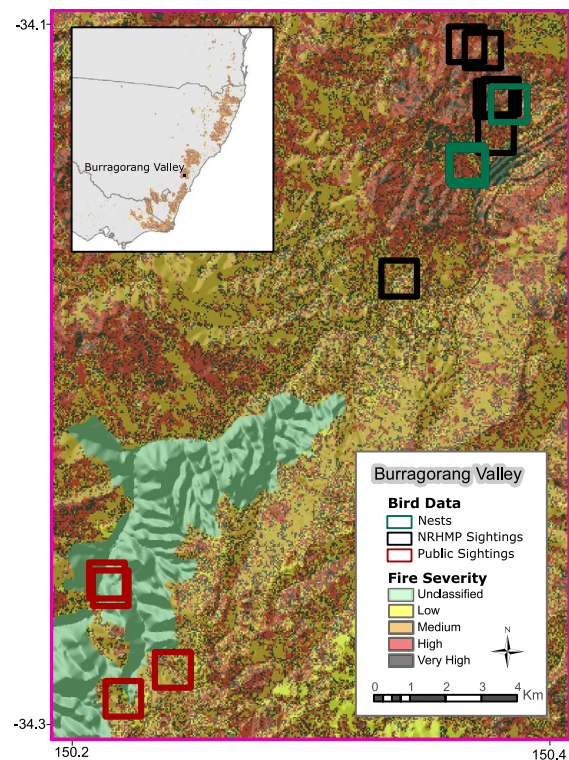 -34.1
Burragorang Valley
Burragorang Valley
Bird Data
Nests
NRHMP Sightings
Public Sightings
Fire Severity
Unclassified
Low
Medium
High
Very High
N
0 1 2 3 4
Km
-34.3
150.2 150.4